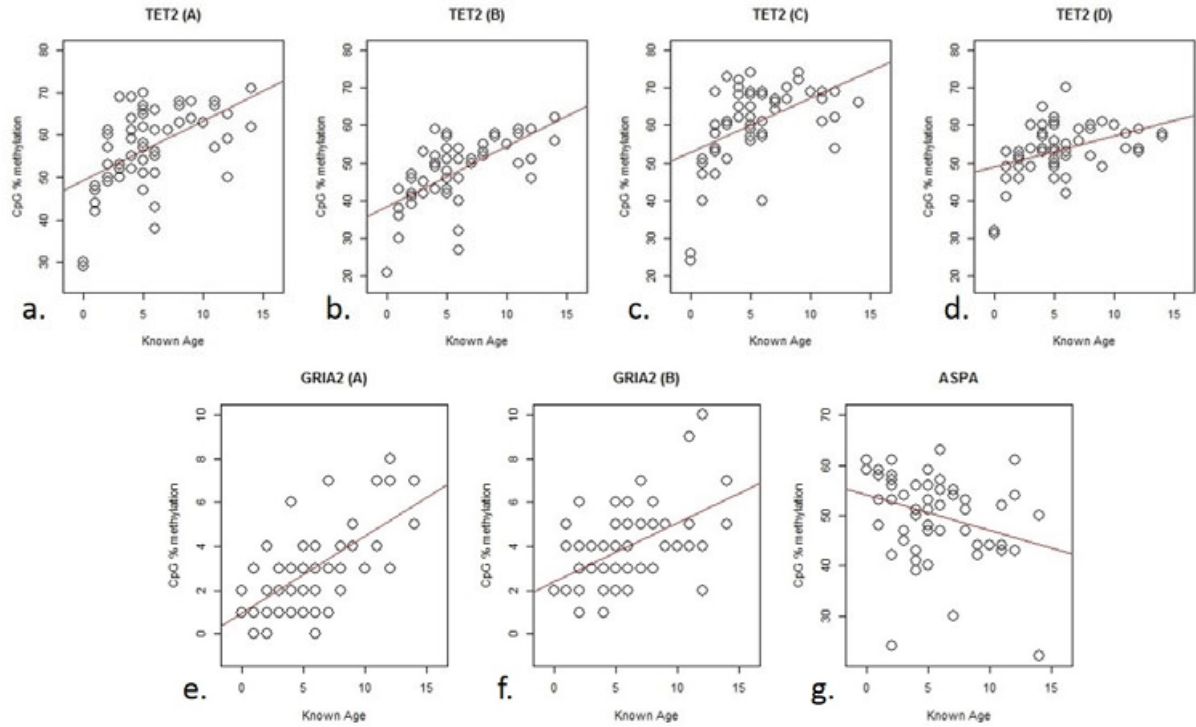 TET2 (A) TET2 (B) TET2 (C) TET2 (D)
CpG % methylation CpG % methylation CpG % methylation CpG % methylation
80 80 80 80
70 70 70 70
60 60 60 60
50 50 50 50
40 40 40 40
30 30 30 30
20 20 20
0 5 10 15 0 5 10 15 0 5 10 15 0 5 10 15
a. b. c. d.
Known Age Known Age Known Age Known Age
GRIA2 (A) GRIA2 (B) ASPA
CpG % methylation CpG % methylation CpG % methylation
10 10 70
8 8 60
6 6 50
4 4 40
2 2 30
0 0
0 5 10 15 0 5 10 15 0 5 10 15
e. f. g.
Known Age Known Age Known Age